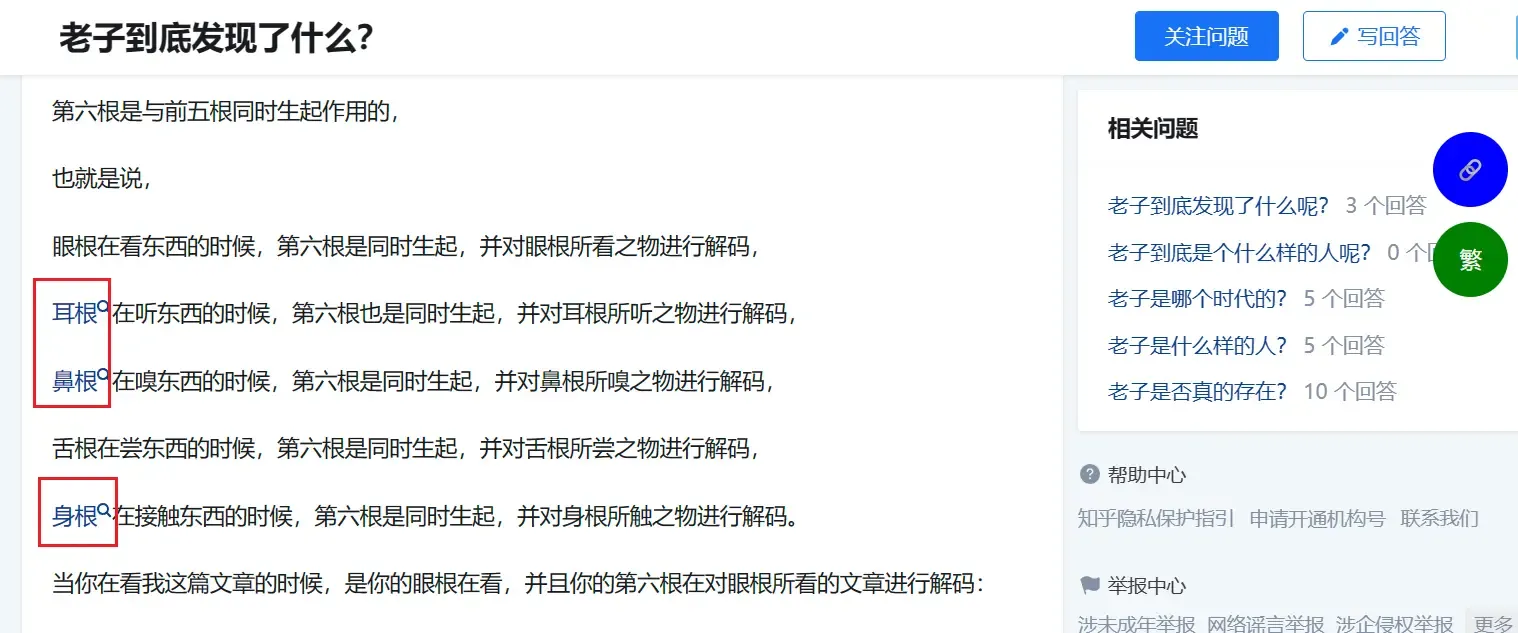 老子到底发现了什么?
关注问题
写回答
第六根是与前五根同时生起作用的,
也就是说,
眼根在看东西的时候,第六根是同时生起,并对眼根所看之物进行解码,
耳根在听东西的时候,第六根也是同时生起,并对耳根所听之物进行解码,
鼻根在嗅东西的时候,第六根是同时生起,并对鼻根所嗅之物进行解码,
舌根在尝东西的时候,第六根是同时生起,并对舌根所尝之物进行解码,
身根在接触东西的时候,第六根是同时生起,并对身根所触之物进行解码。
当你在看我这篇文章的时候,是你的眼根在看,并且你的第六根在对眼根所看的文章进行解码:
相关问题
老子到底发现了什么呢? 3 个回答
老子到底是个什么样的人呢? 0 个
老子是哪个时代的? 5 个回答
老子是什么样的人? 5 个回答
老子是否真的存在? 10 个回答
繁
帮助中心
知乎隐私保护指引 申请开通机构号 联系我们
举报中心
涉未成年举报 网络谣言举报 涉企侵权举报 更多